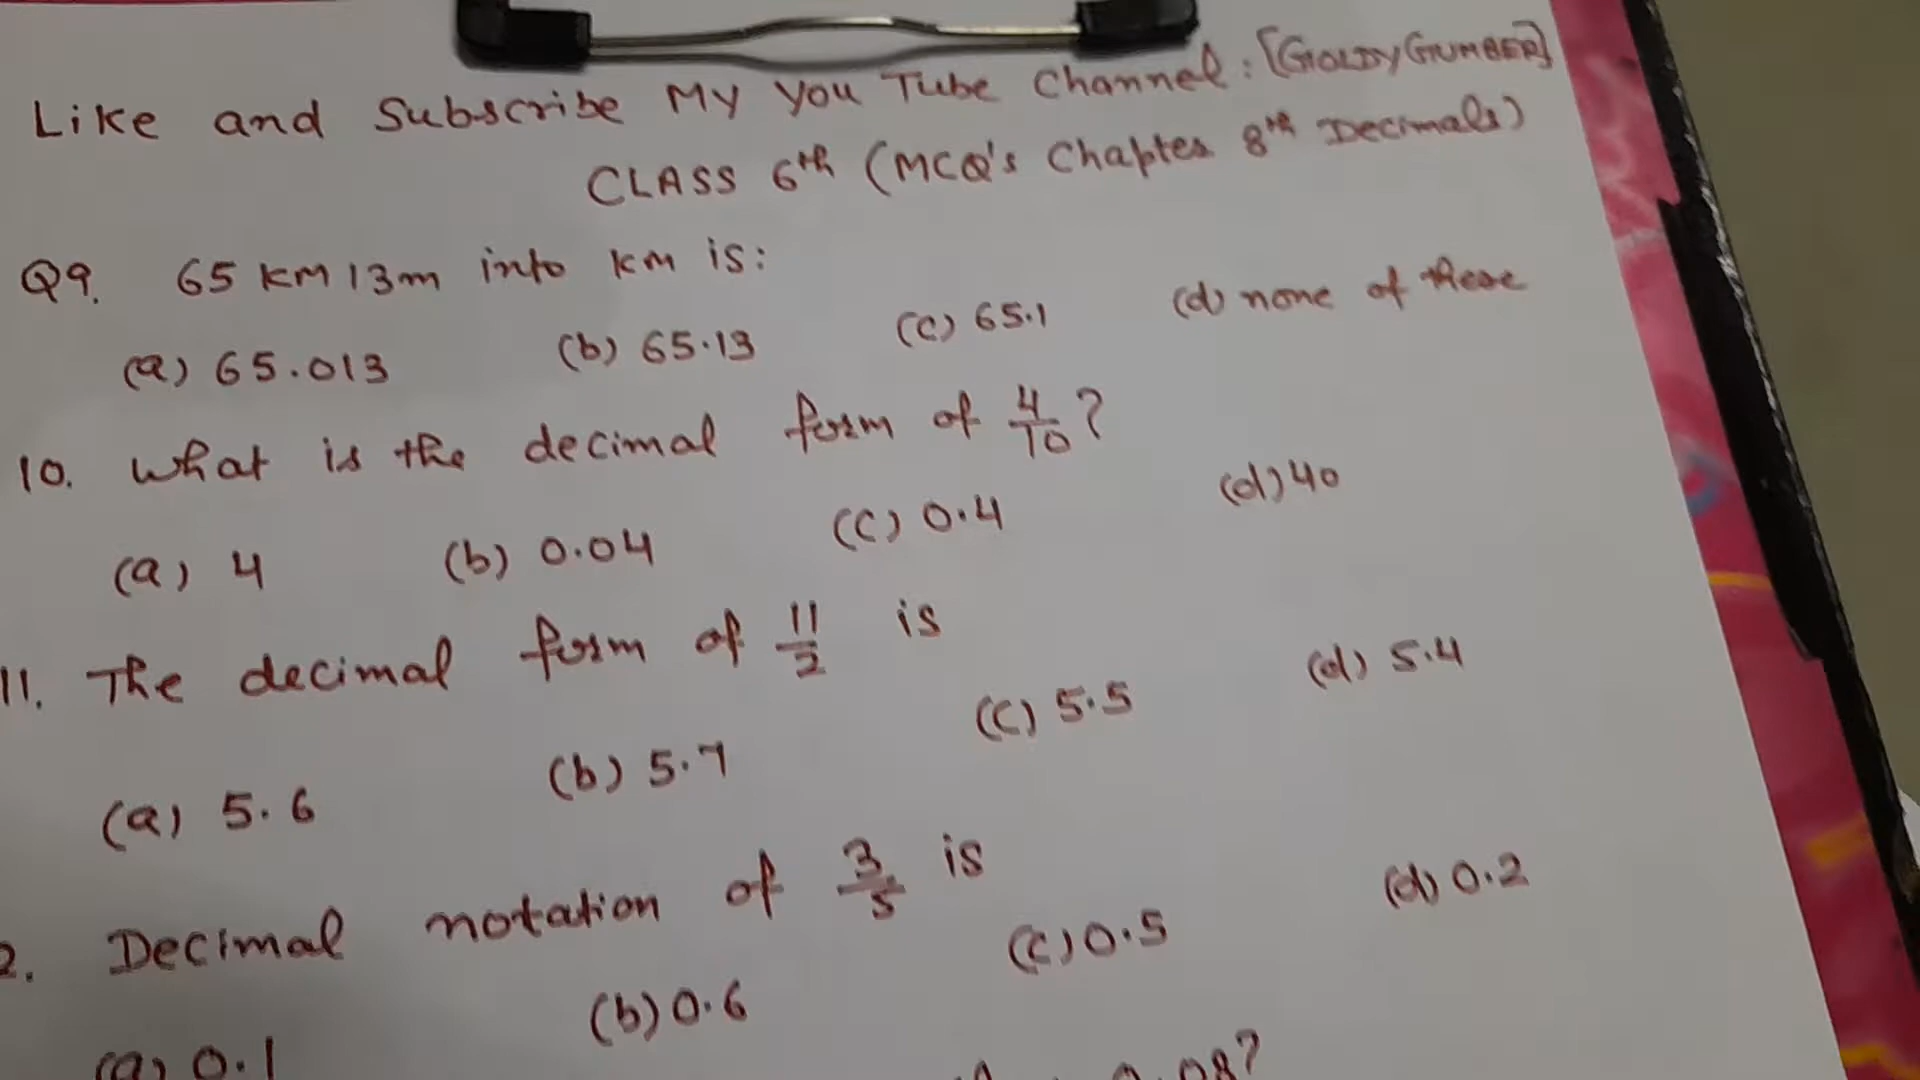 Like and Subscribe My You Tube Channel: [GOLDY GUMBER]
CLASS 6th (MCQ's Chapter 8th Decimals)
Q9. 65 KM 13m into KM is:
(a) 65.013 (b) 65.13 (c) 65.1 (d) none of these
10. What is the decimal form of 4/10?
(a) 4 (b) 0.04 (c) 0.4 (d) 40
11. The decimal form of 11/2 is
(a) 5.6 (b) 5.7 (c) 5.5 (d) 5.4
2. Decimal notation of 3/5 is
(a) 0.1 (b) 0.6 (c) 0.5 (d) 0.2
0.08?